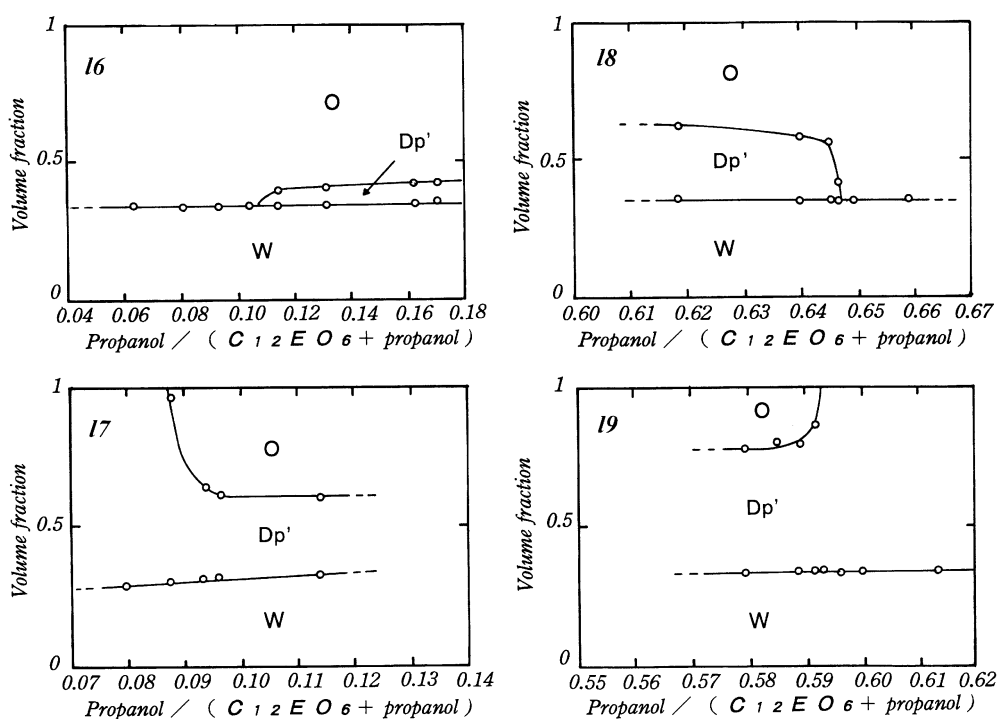 1
l6
O
Dp'
0.5
W
0
0.04 0.06 0.08 0.10 0.12 0.14 0.16 0.18
Volume fraction
Propanol / ( C 1 2 E O 6 + propanol )
1
l8
O
0.5
Dp'
W
0
0.60 0.61 0.62 0.63 0.64 0.65 0.66 0.67
Volume fraction
Propanol / ( C 1 2 E O 6 + propanol )
1
l7
O
0.5
Dp'
W
0
0.07 0.08 0.09 0.10 0.11 0.12 0.13 0.14
Volume fraction
Propanol / ( C 1 2 E O 6 + propanol )
1
l9
O
Dp'
0.5
W
0
0.55 0.56 0.57 0.58 0.59 0.60 0.61 0.62
Volume fraction
Propanol / ( C 1 2 E O 6 + propanol )